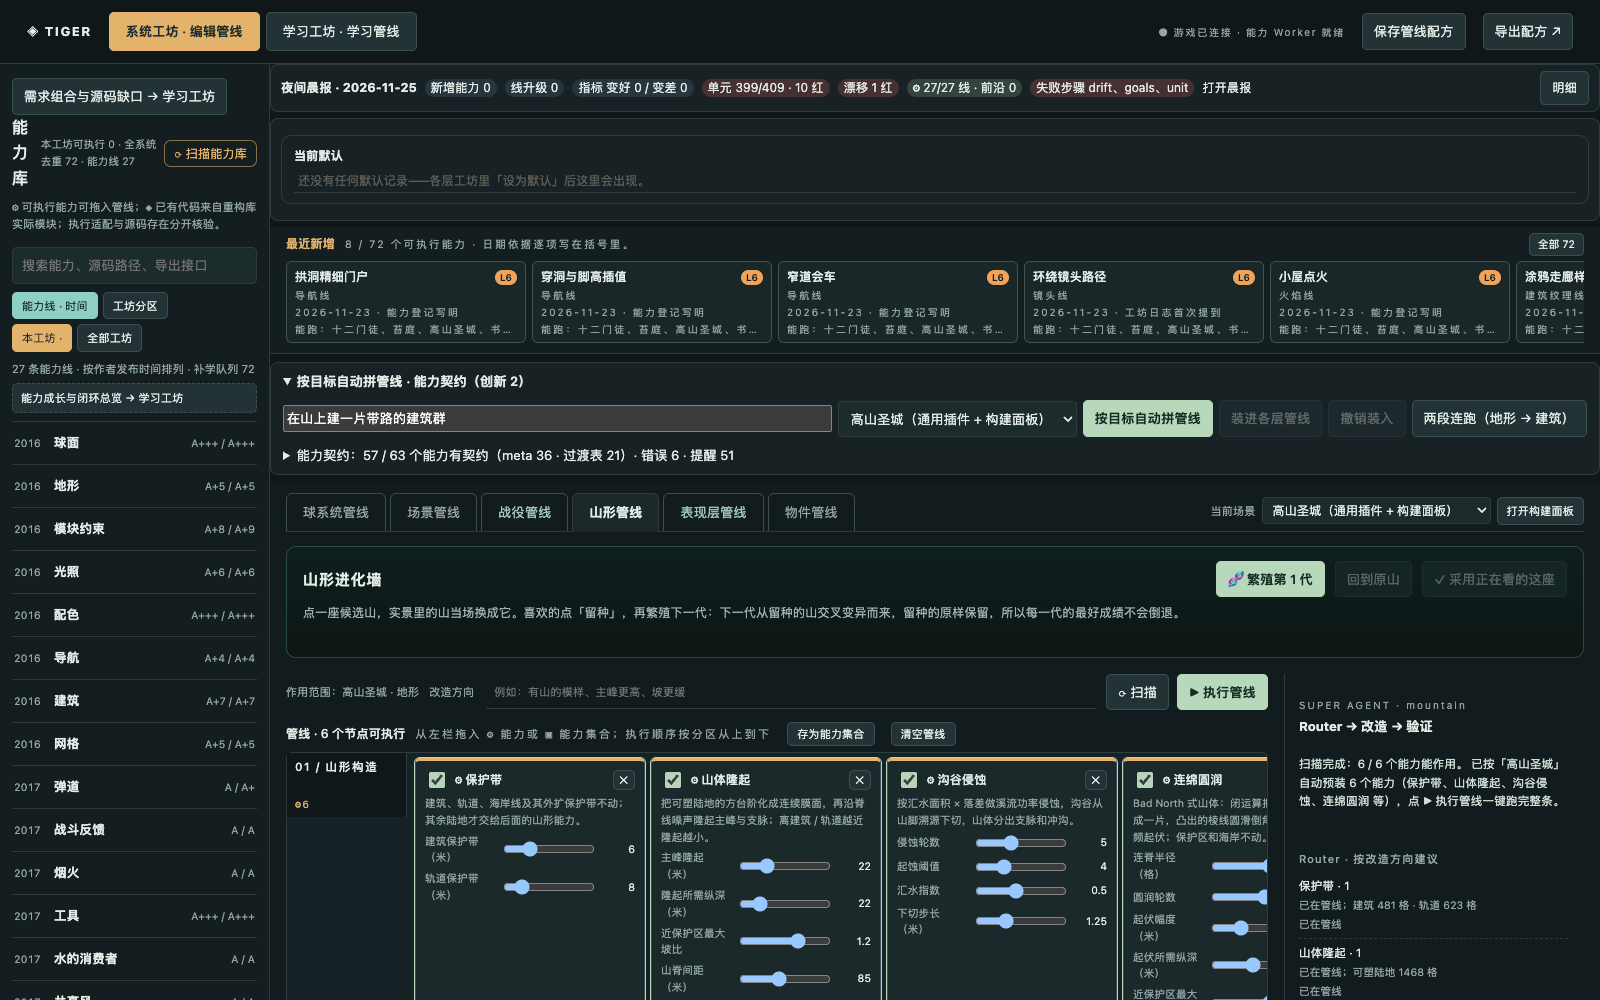 ◈ TIGER
系统工坊 · 编辑管线
学习工坊 · 学习管线
游戏已连接 · 能力 Worker 就绪
保存管线配方
导出配方 ↗
需求组合与源码缺口 → 学习工坊
能力库
本工坊可执行 0 · 全系统去重 72 · 能力线 27
⟳ 扫描能力库
⚙ 可执行能力可拖入管线；◆ 已有代码来自重构库
实际模块；执行适配与源码存在分开核验。
搜索能力、源码路径、导出接口
能力线 · 时间
工坊分区
本工坊 ·
全部工坊
27 条能力线 · 按作者发布时间排列 · 补学队列 72
能力成长与闭环总览 → 学习工坊
2016 球面 A+++ / A+++
2016 地形 A+5 / A+5
2016 模块约束 A+8 / A+9
2016 光照 A+6 / A+6
2016 配色 A+++ / A+++
2016 导航 A+4 / A+4
2016 建筑 A+7 / A+7
2016 网格 A+5 / A+5
2017 弹道 A / A+
2017 战斗反馈 A / A
2017 烟火 A / A
2017 工具 A+++ / A+++
2017 水的消费者 A / A
夜间晨报 · 2026-11-25
新增能力 0
线升级 0
指标 变好 0 / 变差 0
单元 399/409 · 10 红
漂移 1 红
⚙ 27/27 线 · 前沿 0
失败步骤 drift、goals、unit
打开晨报
明细
当前默认
还没有任何默认记录——各层工坊里「设为默认」后这里会出现。
最近新增 8 / 72 个可执行能力 · 日期依据逐项写在括号里。
全部 72
拱洞精细门户 L6
导航线
2026-11-23 · 能力登记写明
能跑：十二门徒、苔庭、高山圣城、书…
穿洞与脚高插值 L6
导航线
2026-11-23 · 能力登记写明
能跑：十二门徒、苔庭、高山圣城、书…
窄道会车 L6
导航线
2026-11-23 · 能力登记写明
能跑：十二门徒、苔庭、高山圣城、书…
环绕镜头路径 L6
镜头线
2026-11-23 · 工坊日志首次提到
能跑：十二门徒、苔庭、高山圣城、书…
小屋点火 L6
火焰线
2026-11-23 · 能力登记写明
能跑：十二门徒、苔庭、高山圣城、书…
涂鸦走廊样
建筑纹理线
2026-11-
能跑：十二
▼ 按目标自动拼管线 · 能力契约（创新 2）
在山上建一片带路的建筑群
高山圣城（通用插件 + 构建面板）
按目标自动拼管线
装进各层管线
撤销装入
两段连跑（地形 → 建筑）
▶ 能力契约：57 / 63 个能力有契约（meta 36 · 过渡表 21）· 错误 6 · 提醒 51
球系统管线
场景管线
战役管线
山形管线
表现层管线
物件管线
当前场景
高山圣城（通用插件 + 构建面板）
打开构建面板
山形进化墙
🧬 繁殖第 1 代
回到原山
✓ 采用正在看的这座
点一座候选山，实景里的山当场换成它。喜欢的点「留种」，再繁殖下一代：下一代从留种的山交叉变异而来，留种的原样保留，所以每一代的最好成绩不会倒退。
作用范围：高山圣城 · 地形
改造方向
例如：有山的模样、主峰更高、坡更缓
⟳ 扫描
▶ 执行管线
管线 · 6 个节点可执行 从左栏拖入 ⚙ 能力或 ▣ 能力集合；执行顺序按分区从上到下
存为能力集合
清空管线
01 / 山形构造
⚙6
⚙ 保护带 ✕
建筑、轨道、海岸线及其外扩保护带不动；
其余陆地才交给后面的山形能力。
建筑保护带（米） 6
轨道保护带（米） 8
⚙ 山体隆起 ✕
把可塑陆地的方台阶化成连续膜面，再沿脊
线噪声隆起主峰与支脉；离建筑 / 轨道越近
隆起越小。
主峰隆起（米） 22
隆起所需纵深（米） 22
近保护区最大坡比 1.2
山脊间距（米） 85
⚙ 沟谷侵蚀 ✕
按汇水面积 × 落差做溪流功率侵蚀，沟谷从
山脚溯源下切，山体分出支脉和冲沟。
侵蚀轮数 5
起蚀阈值 4
汇水指数 0.5
下切步长（米） 1.25
⚙ 连绵圆润
Bad North 式山体：闭运算
成一片，凸出的棱线圆滑倒
频起伏；保护区和海岸不动。
连脊半径（格）
圆润轮数
起伏幅度（米）
起伏所需纵深（米）
近保护区最大
SUPER AGENT · mountain
Router → 改造 → 验证
扫描完成：6 / 6 个能力能作用。 已按「高山圣城」
自动预装 6 个能力（保护带、山体隆起、沟谷侵
蚀、连绵圆润 等），点 ▶ 执行管线一键跑完整条。
Router · 按改造方向建议
保护带 · 1
已在管线；建筑 481 格 · 轨道 623 格
已在管线
山体隆起 · 1
已在管线；可塑陆地 1468 格
已在管线